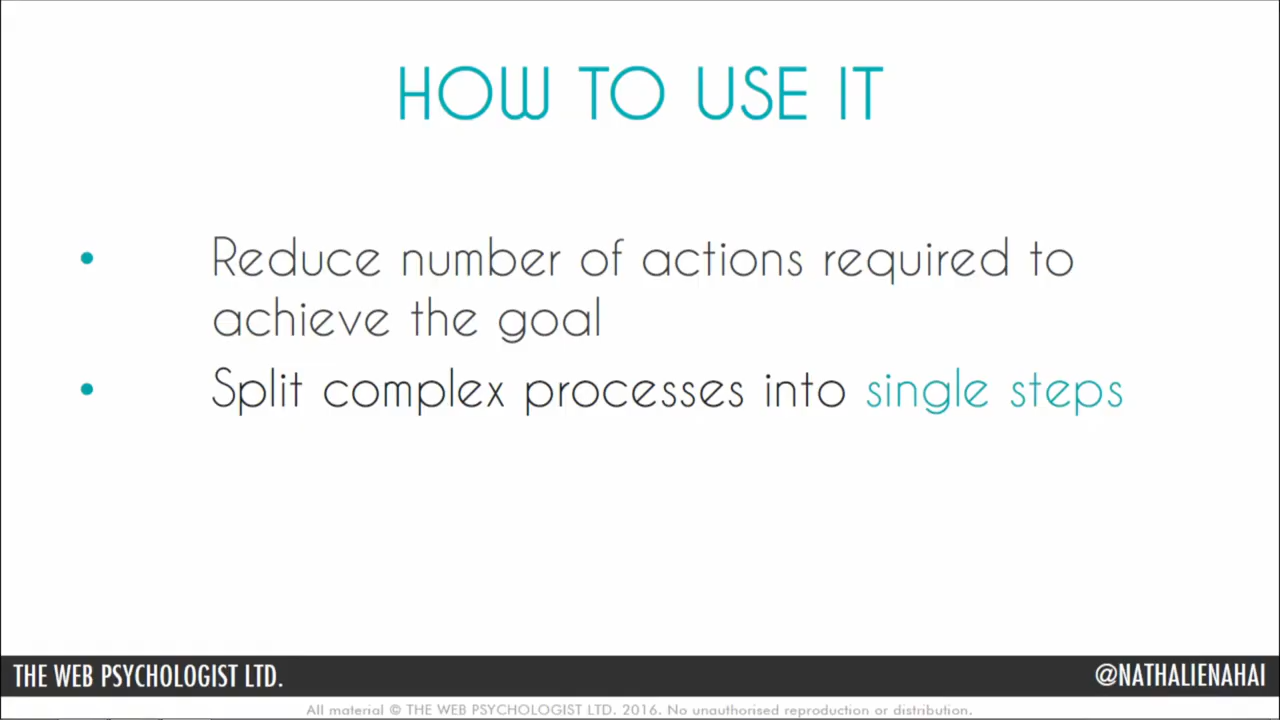 HOW TO USE IT
• Reduce number of actions required to
achieve the goal
• Split complex processes into single steps
THE WEB PSYCHOLOGIST LTD.
@NATHALIENAHAI
All material © THE WEB PSYCHOLOGIST LTD. 2016. No unauthorised reproduction or distribution.